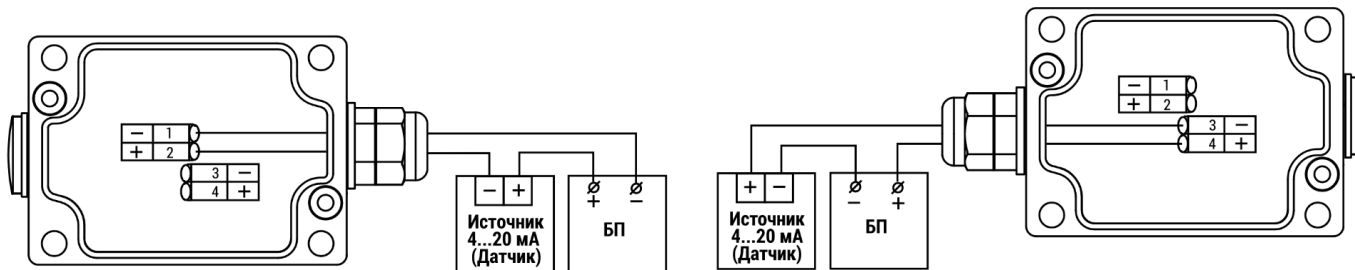 − 1
+ 2
3 −
4 +
− +
Источник
4...20 мА
(Датчик)
+ −
БП
− 1
+ 2
3 −
4 +
+ −
Источник
4...20 мА
(Датчик)
− +
БП